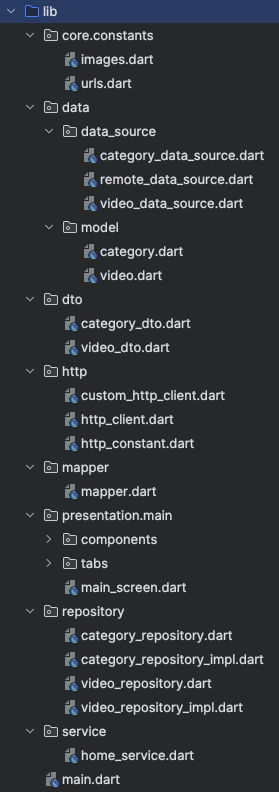 lib
core.constants
images.dart
urls.dart
data
data_source
category_data_source.dart
remote_data_source.dart
video_data_source.dart
model
category.dart
video.dart
dto
category_dto.dart
video_dto.dart
http
custom_http_client.dart
http_client.dart
http_constant.dart
mapper
mapper.dart
presentation.main
components
tabs
main_screen.dart
repository
category_repository.dart
category_repository_impl.dart
video_repository.dart
video_repository_impl.dart
service
home_service.dart
main.dart